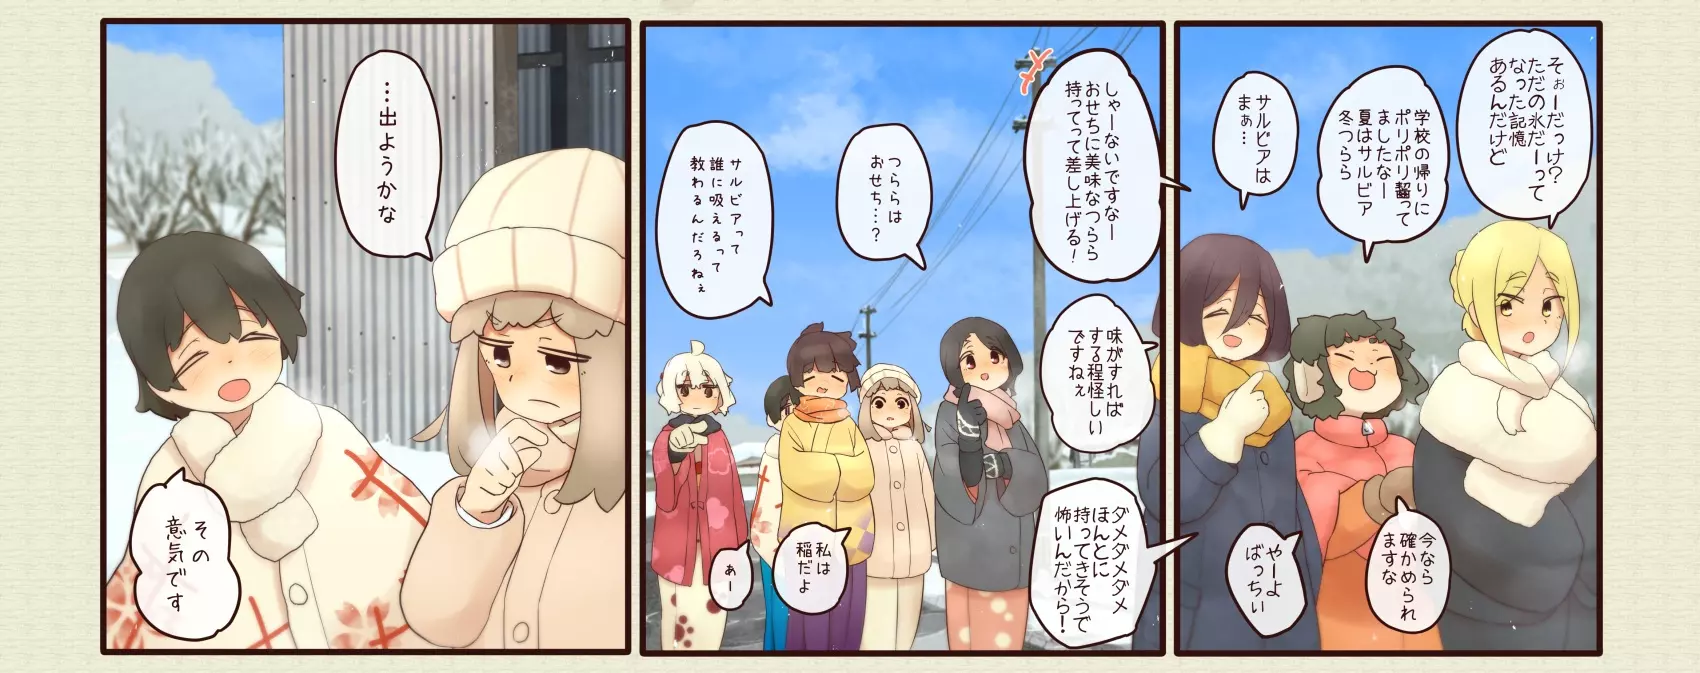 そぉーだっけ?
ただの氷だーって
なった記憶
あるんだけど
学校の帰りに
ポリポリ齧って
ましたなー
夏はサルビア
冬つらら
サルビアは
まぁ…
今なら
確かめられ
ますな
やーよ
ばっちい
しゃーないですなー
おせちに美味なつらら
持ってって差し上げる!
味がすれば
する程怪しい
ですねぇ
ダメダメダメ
ほんとに
持ってきそうで
怖いんだから!
つららは
おせち…?
サルビアって
誰に吸えるって
教わるんだろねぇ
私は
稲だよ
あー
…出ようかな
その
意気です